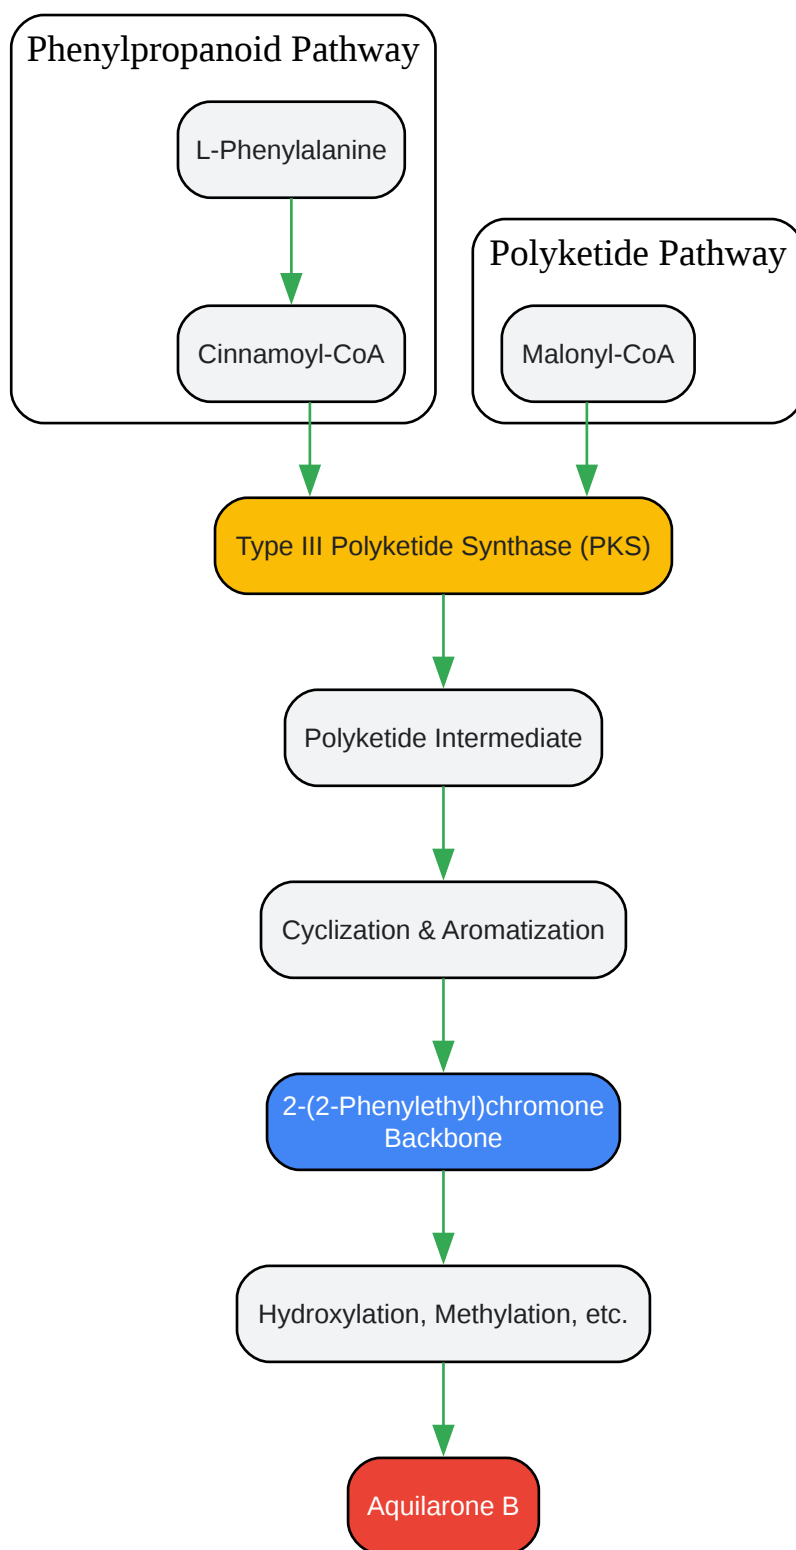 Phenylpropanoid Pathway
L-Phenylalanine
Cinnamoyl-CoA
Polyketide Pathway
Malonyl-CoA
Type III Polyketide Synthase (PKS)
Polyketide Intermediate
Cyclization & Aromatization
2-(2-Phenylethyl)chromone
Backbone
Hydroxylation, Methylation, etc.
Aquilarone B